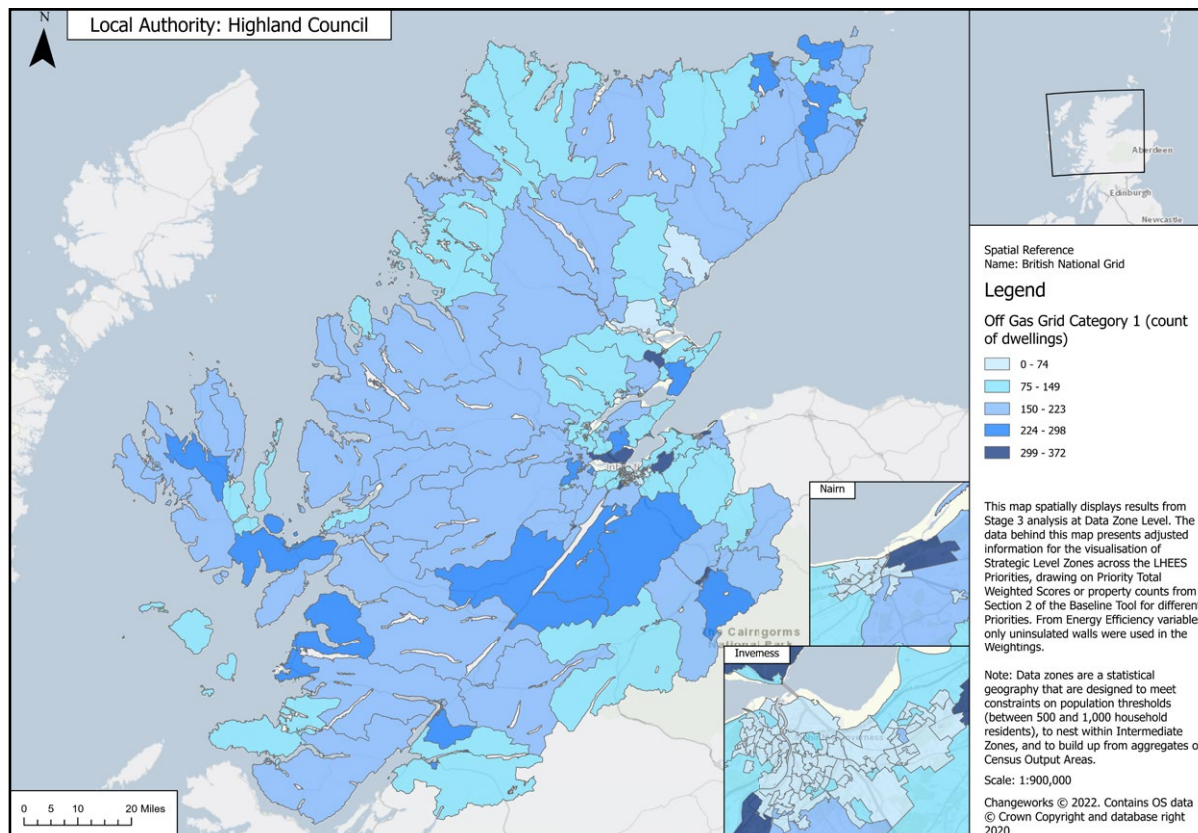 N
Local Authority: Highland Council
Aberdeen
Edinburgh
Newcastle
Spatial Reference
Name: British National Grid
Legend
Off Gas Grid Category 1 (count
of dwellings)
0 - 74
75 - 149
150 - 223
224 - 298
299 - 372
This map spatially displays results from
Stage 3 analysis at Data Zone Level. The
data behind this map presents adjusted
information for the visualisation of
Strategic Level Zones across the LHEES
Priorities, drawing on Priority Total
Weighted Scores or property counts from
Section 2 of the Baseline Tool for different
Priorities. From Energy Efficiency variable
only uninsulated walls were used in the
Weightings.
Note: Data zones are a statistical
geography that are designed to meet
constraints on population thresholds
(between 500 and 1,000 household
residents), to nest within Intermediate
Zones, and to build up from aggregates o
Census Output Areas.
Scale: 1:900,000
Changeworks © 2022. Contains OS data
© Crown Copyright and database right
2020
Nairn
Cairngorms
National Park
Inverness
0 5 10 20 Miles